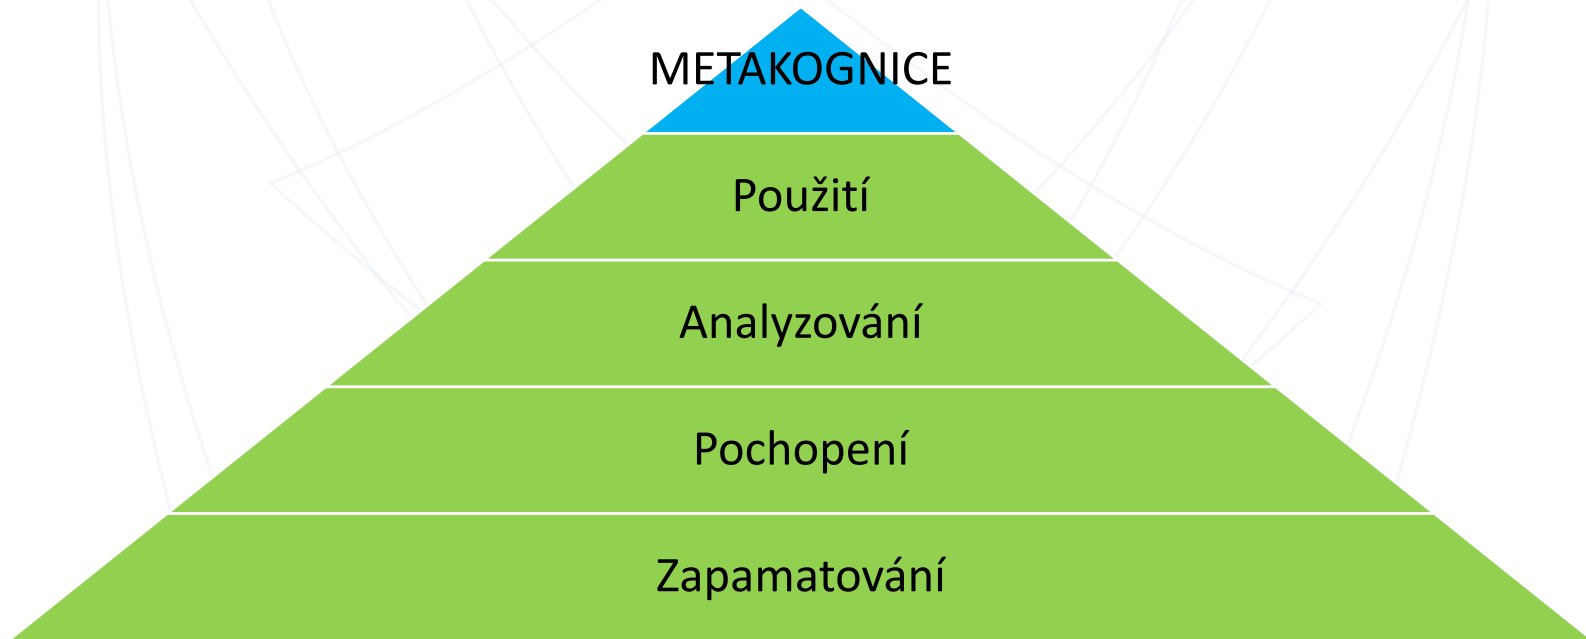 METAKOGNICE
Použití
Analyzování
Pochopení
Zapamatování